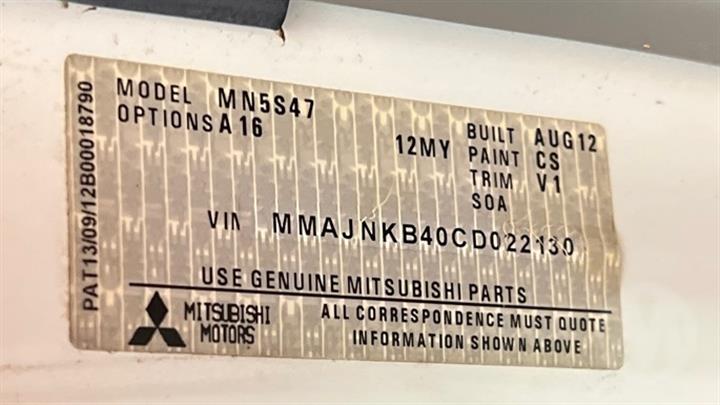 MODEL MN5S47
OPTIONS A16
12MY
BUILT AUG12
PAINT CS
TRIM V1
SOA
VIN MMAJNKB40CD022130
USE GENUINE MITSUBISHI PARTS
MITSUBISHI
MOTORS
ALL CORRESPONDENCE MUST QUOTE
INFORMATION SHOWN ABOVE
PAT13/09/12B00018790